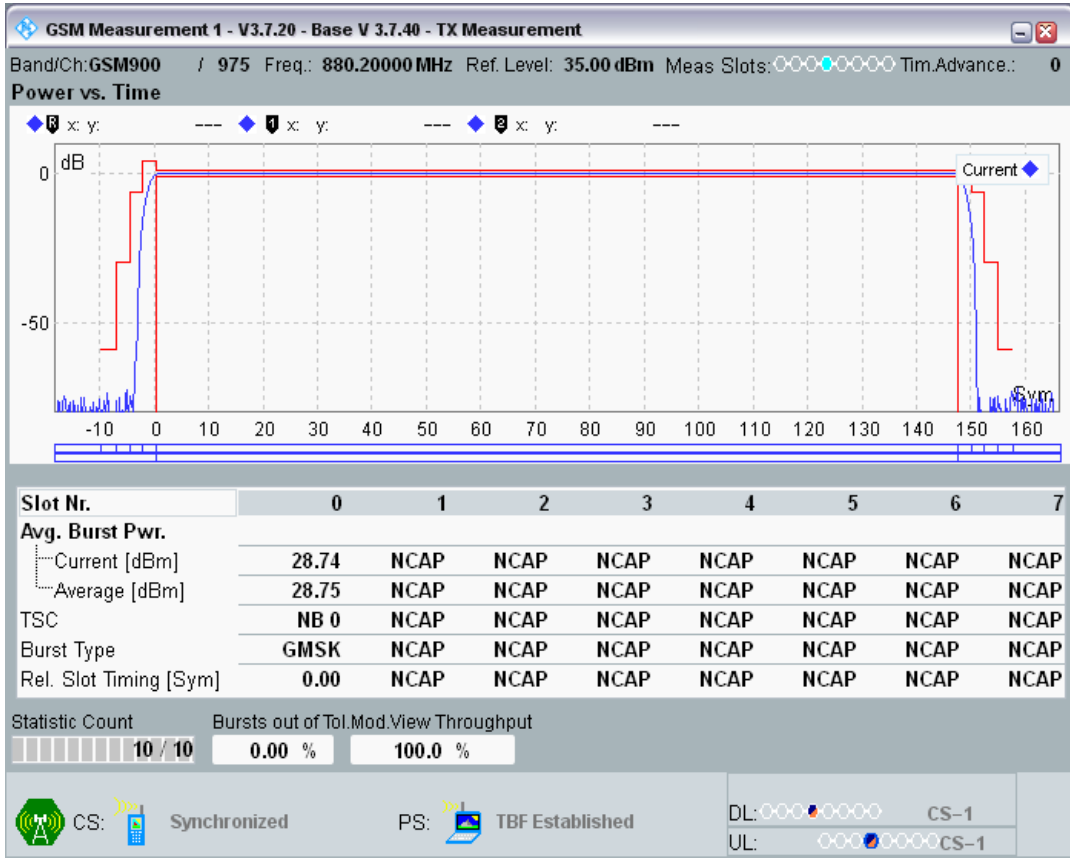 GSM Measurement 1 - V3.7.20 - Base V 3.7.40 - TX Measurement
Band/Ch:GSM900 / 975 Freq.: 880.20000 MHz Ref. Level: 35.00 dBm Meas Slots: Tim.Advance.: 0
Power vs. Time
R x: y: --- 1 x: y: --- 2 x: y: ---
dB
Current
0
-50
Sym
-10 0 10 20 30 40 50 60 70 80 90 100 110 120 130 140 150 160
Slot Nr. 0 1 2 3 4 5 6 7
Avg. Burst Pwr.
Current [dBm] 28.74 NCAP NCAP NCAP NCAP NCAP NCAP NCAP
Average [dBm] 28.75 NCAP NCAP NCAP NCAP NCAP NCAP NCAP
TSC NB 0 NCAP NCAP NCAP NCAP NCAP NCAP NCAP
Burst Type GMSK NCAP NCAP NCAP NCAP NCAP NCAP NCAP
Rel. Slot Timing [Sym] 0.00 NCAP NCAP NCAP NCAP NCAP NCAP NCAP
Statistic Count Bursts out of Tol.Mod.View Throughput
10 / 10 0.00 % 100.0 %
CS: Synchronized PS: TBF Established
DL: CS-1
UL: CS-1